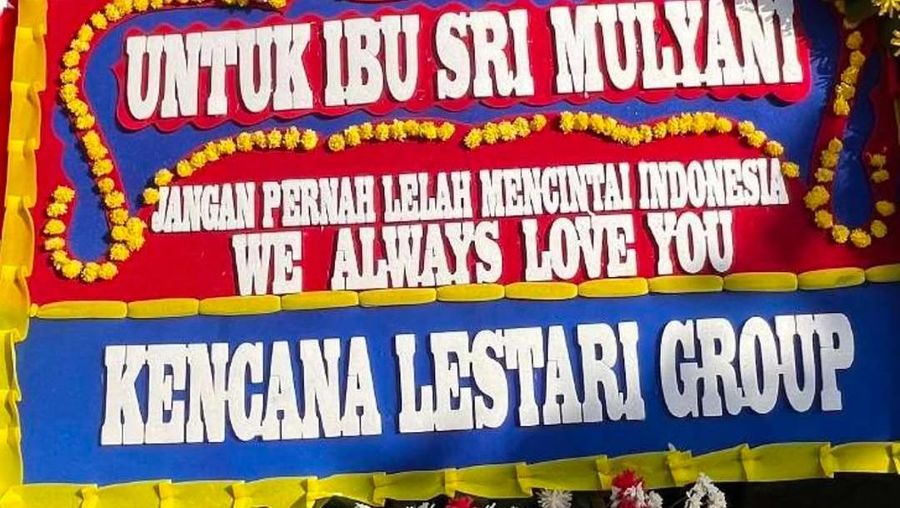 UNTUK IBU SRI MULYANI
JANGAN PERNAH LELAH MENCINTAI INDONESIA
WE ALWAYS LOVE YOU
KENCANA LESTARI GROUP